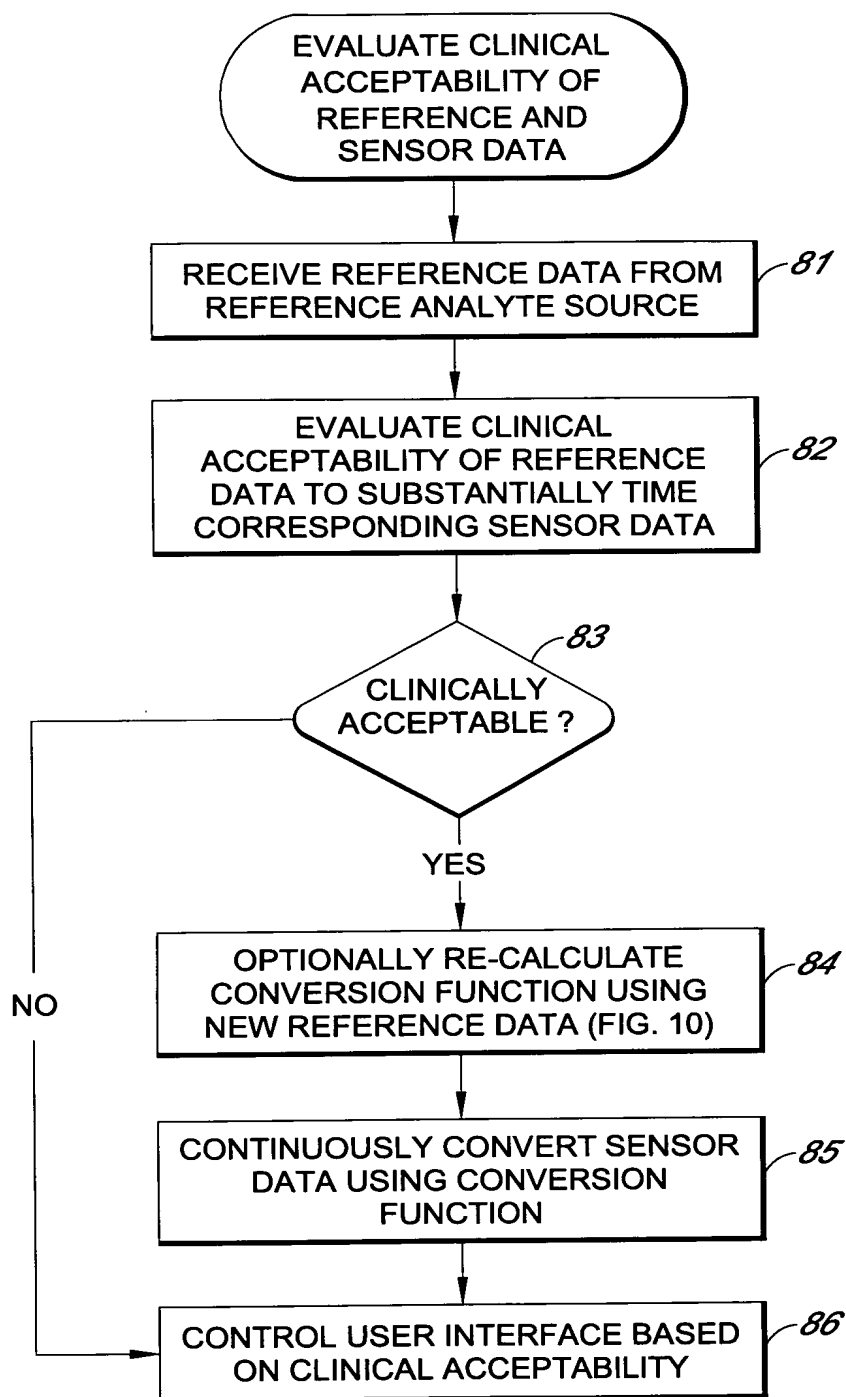 EVALUATE CLINICAL
ACCEPTABILITY OF
REFERENCE AND
SENSOR DATA
RECEIVE REFERENCE DATA FROM
REFERENCE ANALYTE SOURCE
81
EVALUATE CLINICAL
ACCEPTABILITY OF REFERENCE
DATA TO SUBSTANTIALLY TIME
CORRESPONDING SENSOR DATA
82
83
CLINICALLY
ACCEPTABLE ?
YES
NO
OPTIONALLY RE-CALCULATE
CONVERSION FUNCTION USING
NEW REFERENCE DATA (FIG. 10)
84
CONTINUOUSLY CONVERT SENSOR
DATA USING CONVERSION
FUNCTION
85
CONTROL USER INTERFACE BASED
ON CLINICAL ACCEPTABILITY
86